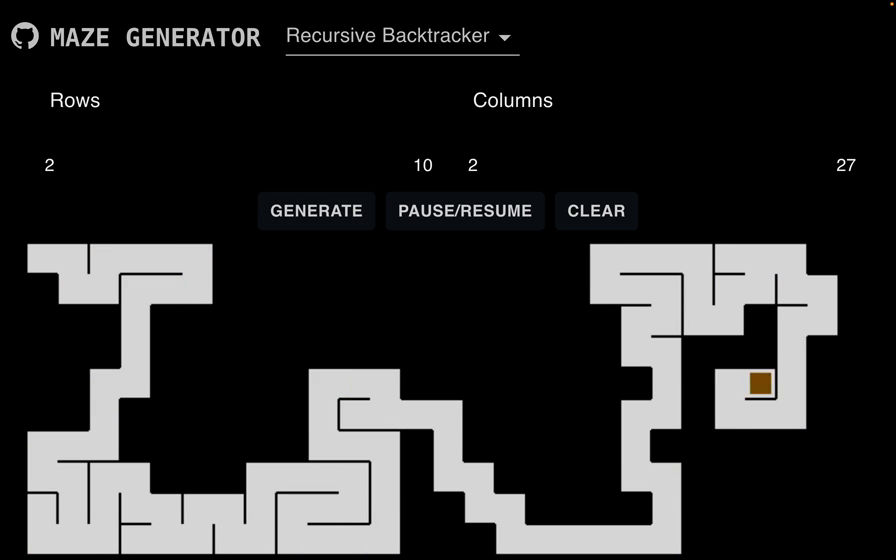 MAZE GENERATOR Recursive Backtracker
Rows Columns
2 10 2 27
GENERATE PAUSE/RESUME CLEAR